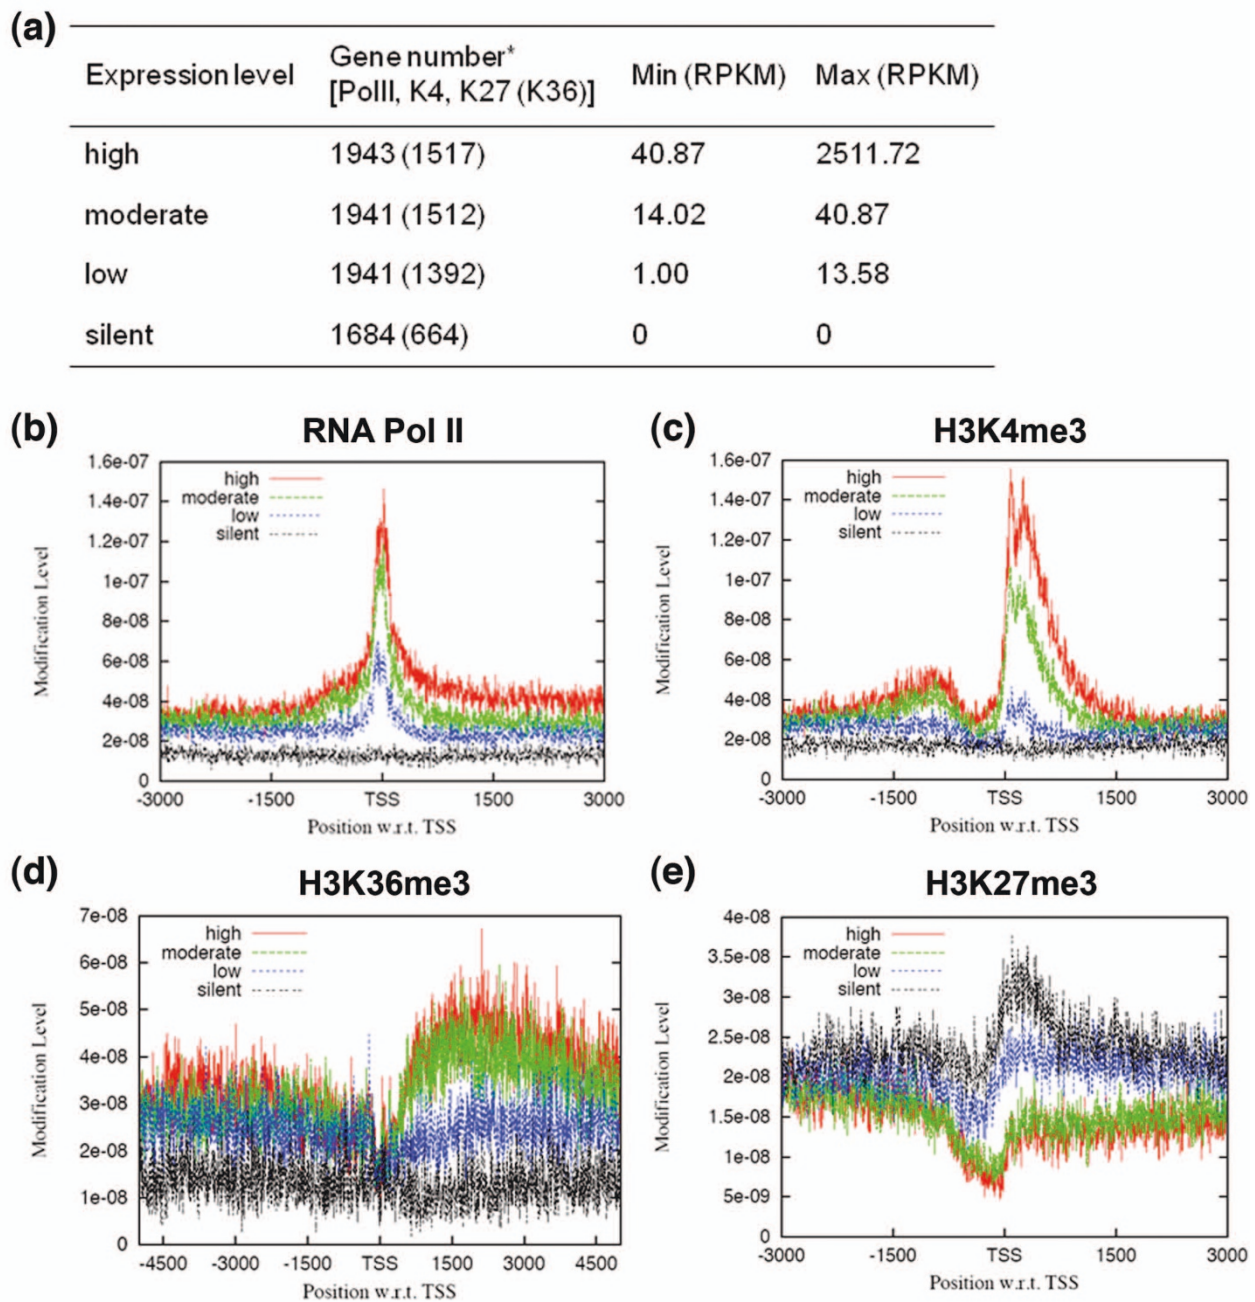 (a)
Expression level Gene number* [PolII, K4, K27 (K36)] Min (RPKM) Max (RPKM)
high 1943 (1517) 40.87 2511.72
moderate 1941 (1512) 14.02 40.87
low 1941 (1392) 1.00 13.58
silent 1684 (664) 0 0
(b) RNA Pol II
Modification Level
1.6e-07
1.4e-07
1.2e-07
1e-07
8e-08
6e-08
4e-08
2e-08
0
high
moderate
low
silent
-3000 -1500 TSS 1500 3000
Position w.r.t. TSS
(c) H3K4me3
Modification Level
1.6e-07
1.4e-07
1.2e-07
1e-07
8e-08
6e-08
4e-08
2e-08
0
high
moderate
low
silent
-3000 -1500 TSS 1500 3000
Position w.r.t. TSS
(d) H3K36me3
Modification Level
7e-08
6e-08
5e-08
4e-08
3e-08
2e-08
1e-08
0
high
moderate
low
silent
-4500 -3000 -1500 TSS 1500 3000 4500
Position w.r.t. TSS
(e) H3K27me3
Modification Level
4e-08
3.5e-08
3e-08
2.5e-08
2e-08
1.5e-08
1e-08
5e-09
0
high
moderate
low
silent
-3000 -1500 TSS 1500 3000
Position w.r.t. TSS